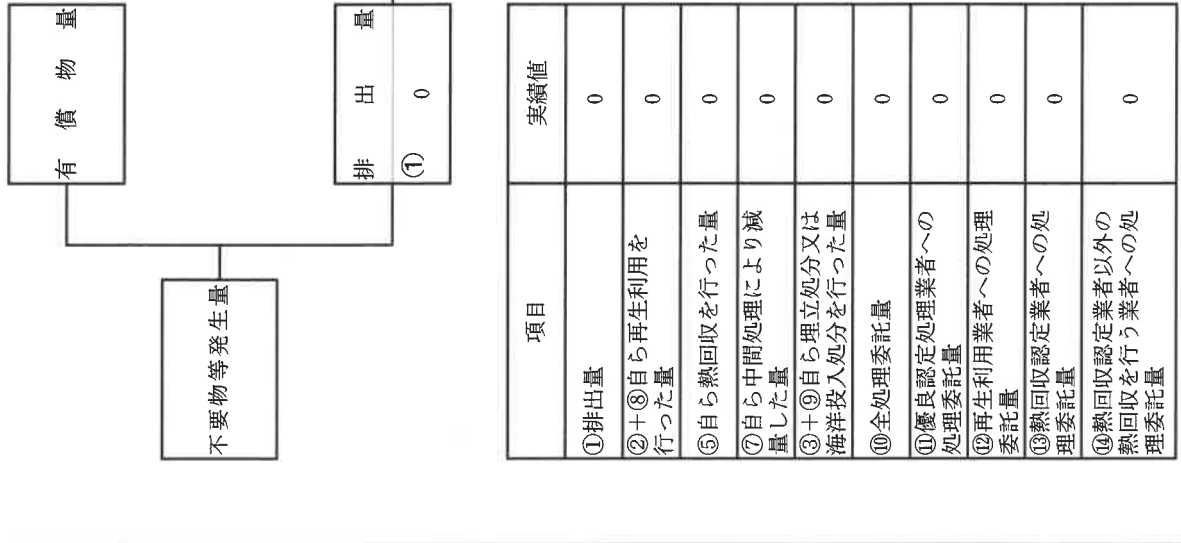 有償物量
不要物等発生量
排出量
①
0
項目
実績値
①排出量
0
②+⑧自ら再生利用を
行った量
0
⑤自ら熱回収を行った量
0
⑦自ら中間処理により減
量した量
0
③+⑨自ら埋立処分又は
海洋投入処分を行った量
0
⑩全処理委託量
0
⑪優良認定処理業者への
処理委託量
0
⑫再生利用業者への処理
委託量
0
⑬熱回収認定業者への処
理委託量
0
⑭熱回収認定業者以外の
熱回収を行う業者への処
理委託量
0